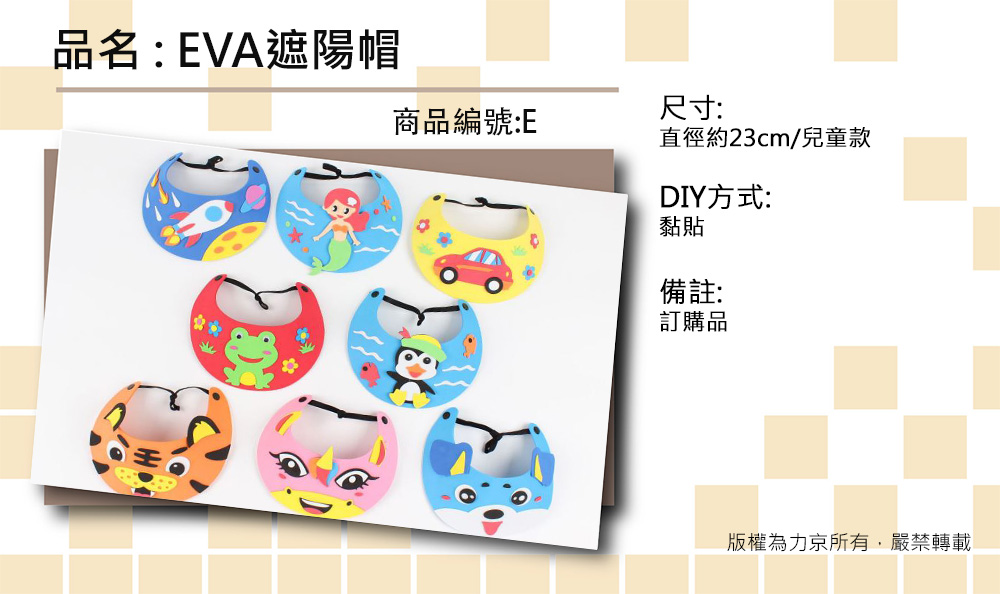 品名 : EVA遮陽帽
商品編號:E
尺寸:
直徑約23cm/兒童款
DIY方式:
黏貼
備註:
訂購品
版權為力京所有，嚴禁轉載